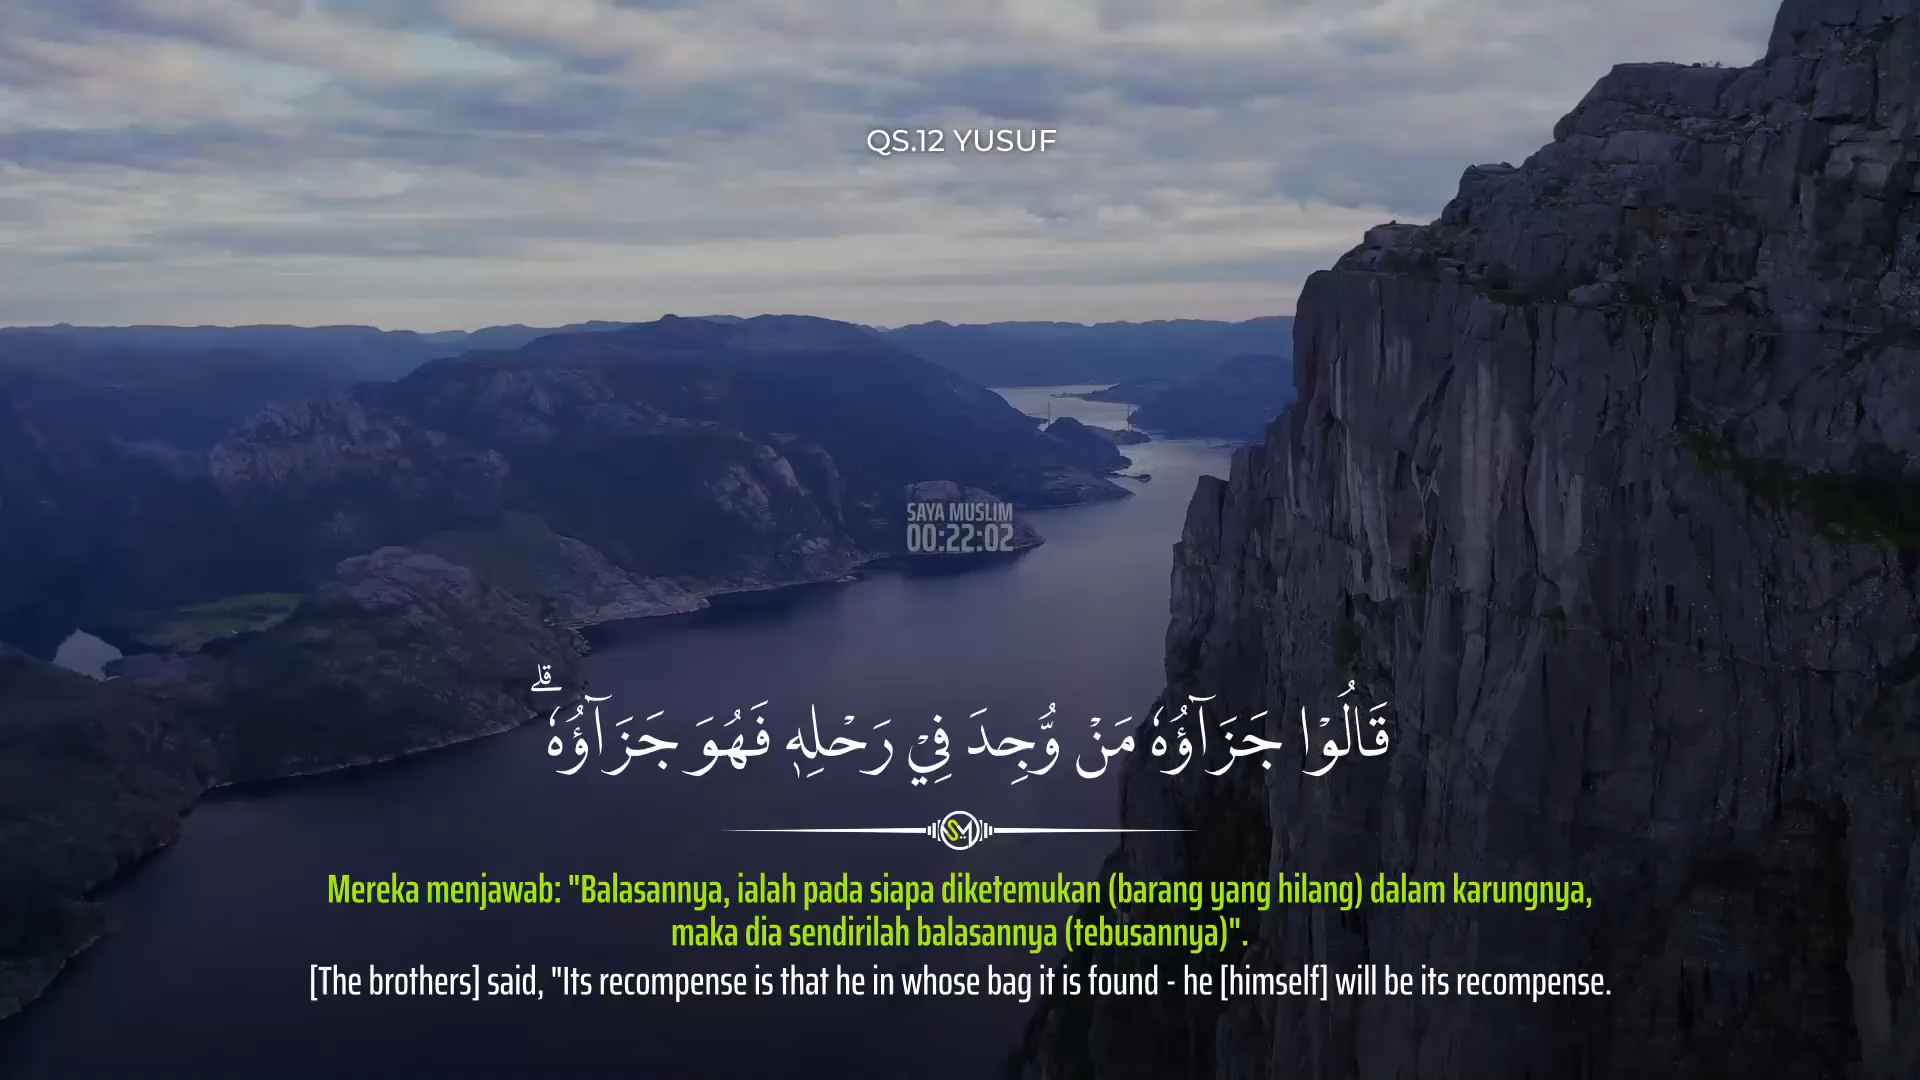 QS.12 YUSUF
SAYA MUSLIM
00:22:02
قَالُوْا جَزَاۤؤُهٗ مَنْ وُّجِدَ فِيْ رَحْلِهٖ فَهُوَ جَزَاۤؤُهٗ ۗ
SM
Mereka menjawab: "Balasannya, ialah pada siapa diketemukan (barang yang hilang) dalam karungnya,
maka dia sendirilah balasannya (tebusannya)".
[The brothers] said, "Its recompense is that he in whose bag it is found - he [himself] will be its recompense.